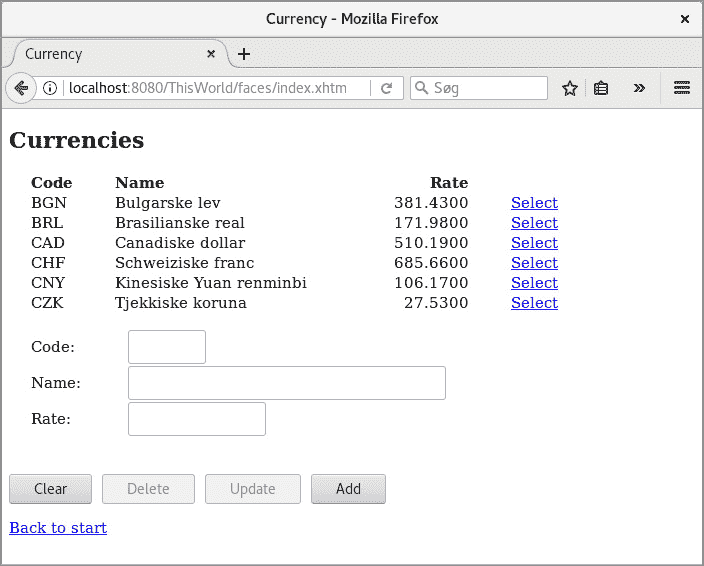 Currency - Mozilla Firefox ×
Currency × +
localhost:8080/ThisWorld/faces/index.xhtm Søg »
Currencies
Code Name Rate
BGN Bulgarske lev 381.4300 Select
BRL Brasilianske real 171.9800 Select
CAD Canadiske dollar 510.1900 Select
CHF Schweiziske franc 685.6600 Select
CNY Kinesiske Yuan renminbi 106.1700 Select
CZK Tjekkiske koruna 27.5300 Select
Code:
Name:
Rate:
Clear Delete Update Add
Back to start